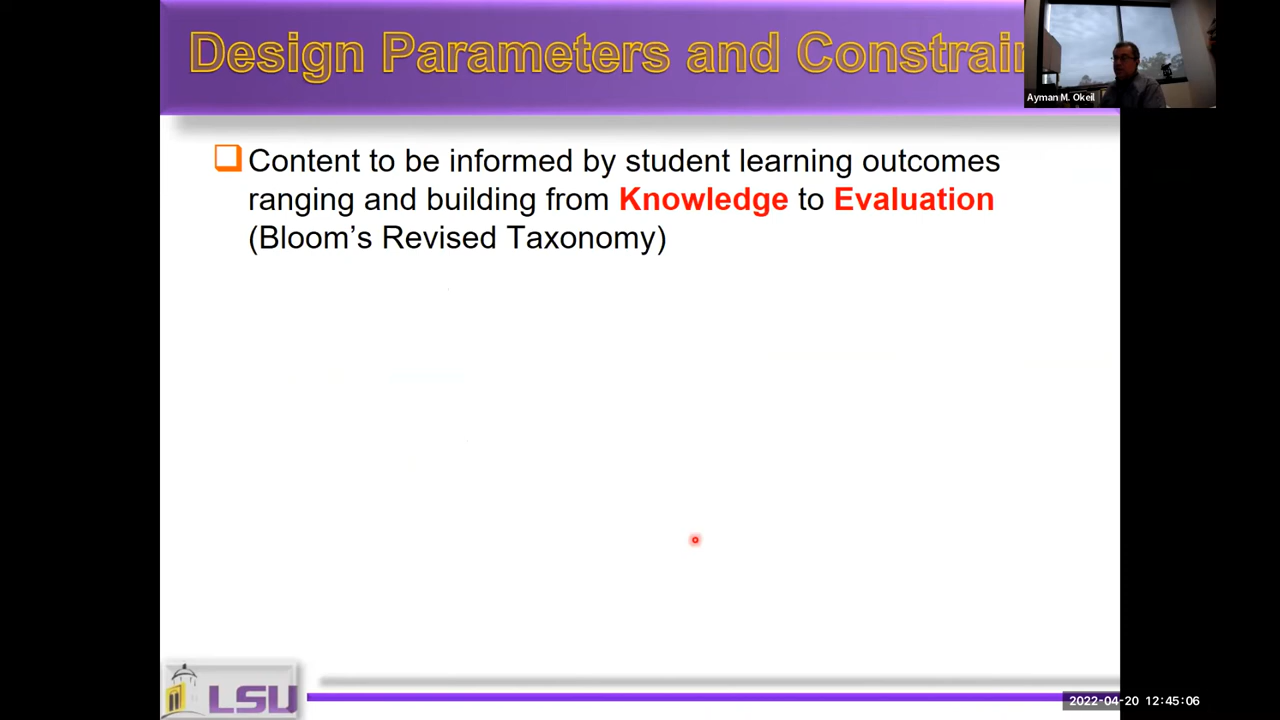 Design Parameters and Constrain
Ayman M. Okeil
Content to be informed by student learning outcomes
ranging and building from Knowledge to Evaluation
(Bloom’s Revised Taxonomy)
LSU
2022-04-20 12:45:06